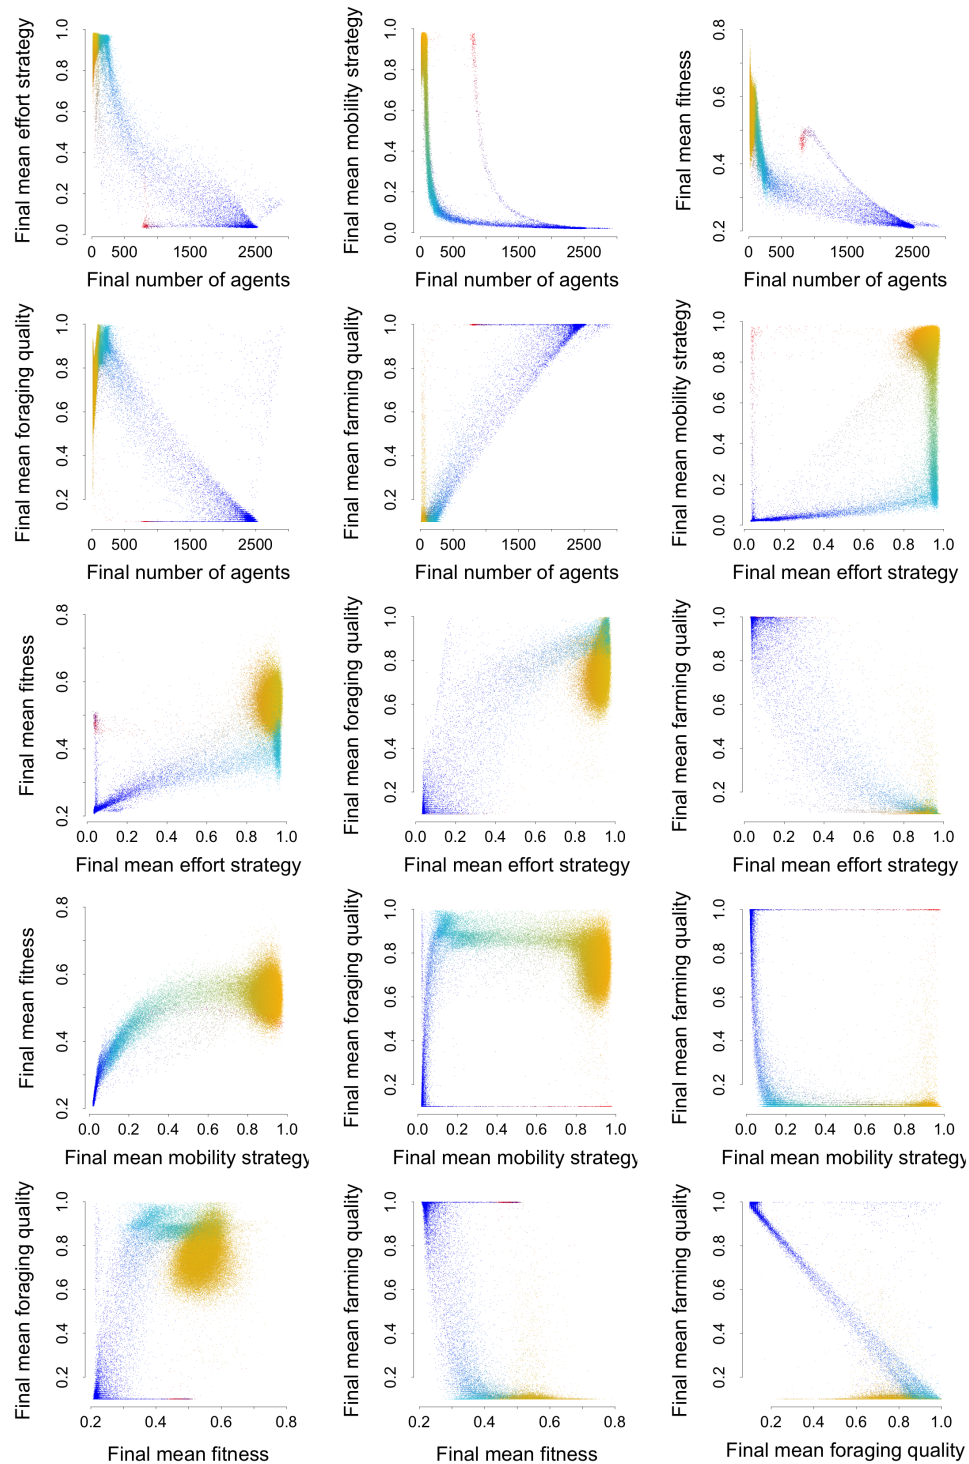 Final mean effort strategy
0.0 0.2 0.4 0.6 0.8 1.0
0 500 1500 2500
Final number of agents
Final mean mobility strategy
0.0 0.2 0.4 0.6 0.8 1.0
0 500 1500 2500
Final number of agents
Final mean fitness
0.2 0.4 0.6 0.8
0 500 1500 2500
Final number of agents
Final mean foraging quality
0.2 0.4 0.6 0.8 1.0
0 500 1500 2500
Final number of agents
Final mean farming quality
0.2 0.4 0.6 0.8 1.0
0 500 1500 2500
Final number of agents
Final mean mobility strategy
0.0 0.2 0.4 0.6 0.8 1.0
0.0 0.2 0.4 0.6 0.8 1.0
Final mean effort strategy
Final mean fitness
0.2 0.4 0.6 0.8
0.0 0.2 0.4 0.6 0.8 1.0
Final mean effort strategy
Final mean foraging quality
0.2 0.4 0.6 0.8 1.0
0.0 0.2 0.4 0.6 0.8 1.0
Final mean effort strategy
Final mean farming quality
0.2 0.4 0.6 0.8 1.0
0.0 0.2 0.4 0.6 0.8 1.0
Final mean effort strategy
Final mean fitness
0.2 0.4 0.6 0.8
0.0 0.2 0.4 0.6 0.8 1.0
Final mean mobility strategy
Final mean foraging quality
0.2 0.4 0.6 0.8 1.0
0.0 0.2 0.4 0.6 0.8 1.0
Final mean mobility strategy
Final mean farming quality
0.2 0.4 0.6 0.8 1.0
0.0 0.2 0.4 0.6 0.8 1.0
Final mean mobility strategy
Final mean foraging quality
0.2 0.4 0.6 0.8 1.0
0.2 0.4 0.6 0.8
Final mean fitness
Final mean farming quality
0.2 0.4 0.6 0.8 1.0
0.2 0.4 0.6 0.8
Final mean fitness
Final mean farming quality
0.2 0.4 0.6 0.8 1.0
0.2 0.4 0.6 0.8 1.0
Final mean foraging quality